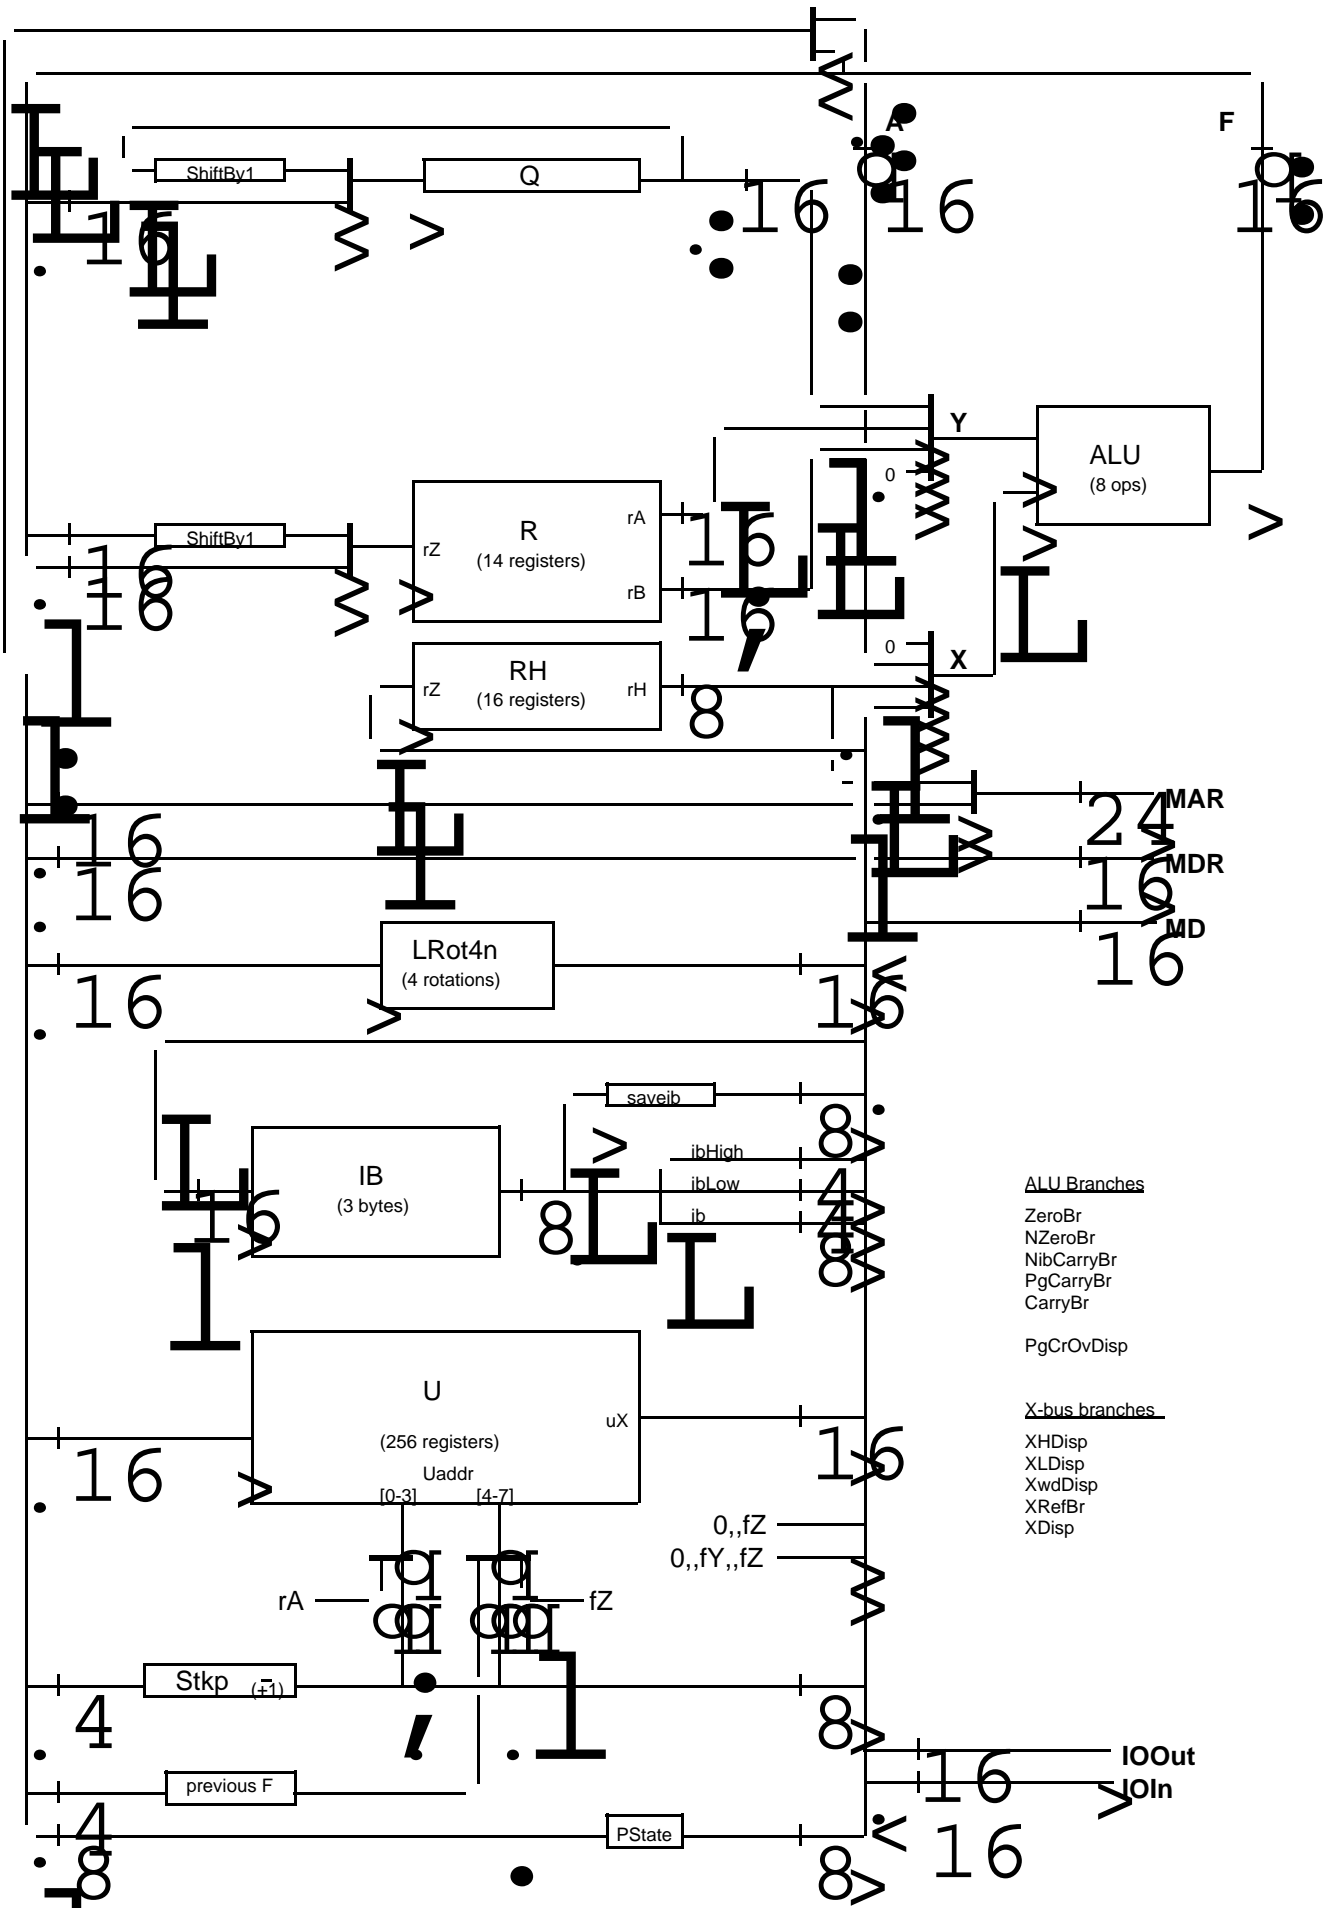 A
F
ShiftBy1
Q
16
16
16
16
Y
ALU
(8 ops)
0
R
(14 registers)
rA
rZ
rB
ShiftBy1
16
16
16
16
0
X
RH
(16 registers)
rZ
rH
8
MAR
24
16
MDR
16
16
MD
16
LRot4n
(4 rotations)
16
16
saveib
8
ibHigh
IB
(3 bytes)
ibLow
4
ib
16
8
4
8
ALU Branches
ZeroBr
NZeroBr
NibCarryBr
PgCarryBr
CarryBr
PgCrOvDisp
U
uX
(256 registers)
Uaddr
[0-3]
[4-7]
16
16
X-bus branches
XHDisp
XLDisp
XwdDisp
XRefBr
XDisp
0,,fZ
0,,fY,,fZ
rA
fZ
Stkp
(+1)
4
8
IOOut
16
previous F
IOIn
4
16
PState
8
8